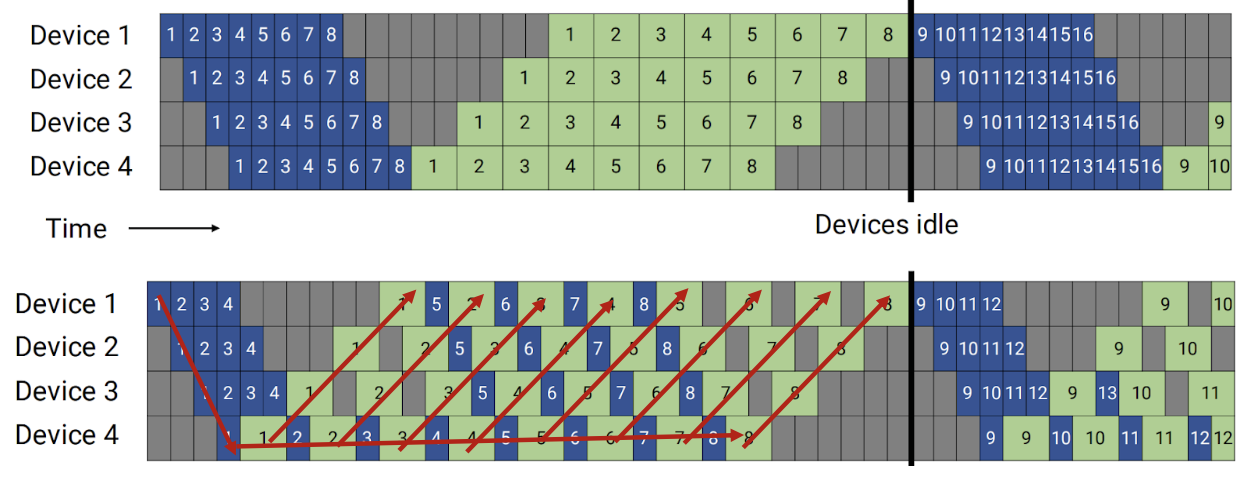 Device 1 1 2 3 4 5 6 7 8 1 2 3 4 5 6 7 8 9 10 11 12 13 14 15 16
Device 2 1 2 3 4 5 6 7 8 1 2 3 4 5 6 7 8 9 10 11 12 13 14 15 16
Device 3 1 2 3 4 5 6 7 8 1 2 3 4 5 6 7 8 9 10 11 12 13 14 15 16 9
Device 4 1 2 3 4 5 6 7 8 1 2 3 4 5 6 7 8 9 10 11 12 13 14 15 16 9 10
Time
Devices idle
Device 1 1 2 3 4 1 5 2 6 3 7 4 8 5 6 7 8 9 10 11 12 9 10
Device 2 1 2 3 4 1 2 5 3 6 4 7 5 8 6 7 8 9 10 11 12 9 10
Device 3 1 2 3 4 1 2 3 5 4 6 5 7 6 8 7 8 9 10 11 12 9 13 10 11
Device 4 1 1 2 2 3 3 4 4 5 5 6 6 7 7 8 8 9 9 10 10 11 11 12 12